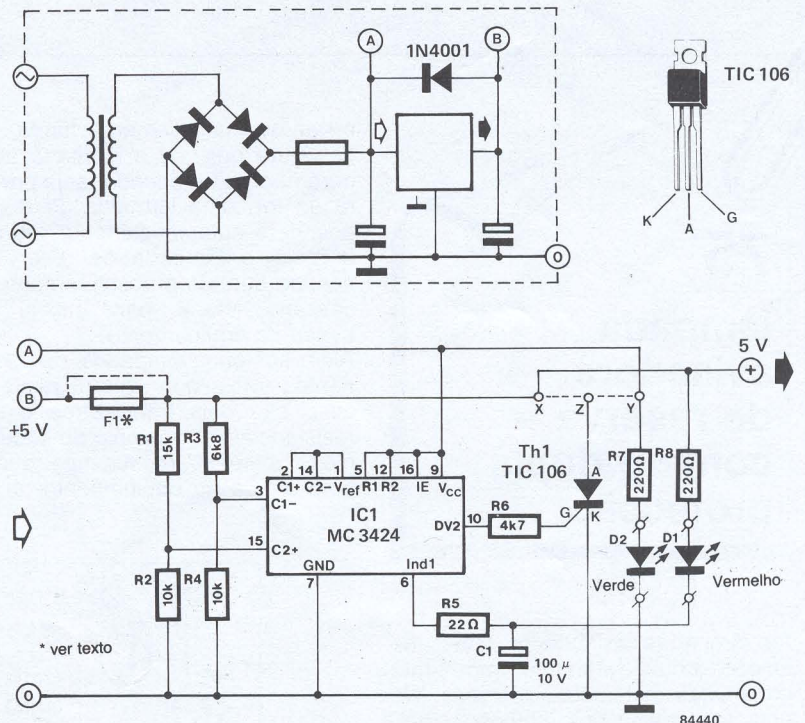 A
B
1N4001
TIC 106
K
A
G
0
A
5 V
B
+5 V
F1*
X
Z
Y
R1
15k
R3
6k8
Th1
TIC 106
R7
220Ω
R8
220Ω
2 14 1 5 12 16 9
C1+ C2- Vref R1 R2 IE VCC
3
C1-
IC1
MC 3424
DV2
10
R6
4k7
A
G
K
15
C2+
D2
D1
Verde
Vermelho
GND
7
Ind1
6
R2
10k
R4
10k
R5
22Ω
C1
100 µ
10 V
* ver texto
0
0
84440